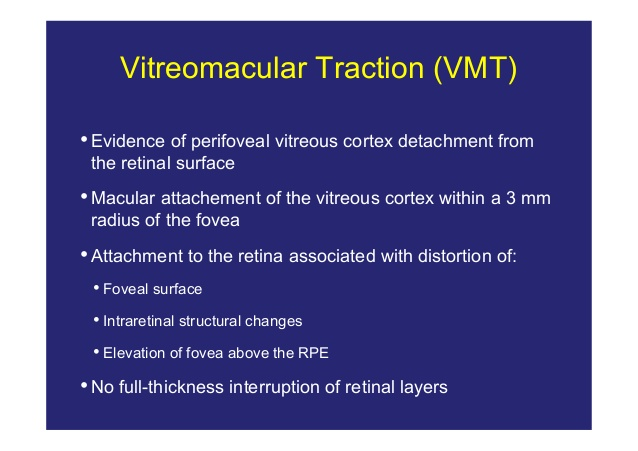 Vitreomacular Traction (VMT)
• Evidence of perifoveal vitreous cortex detachment from
the retinal surface
• Macular attachement of the vitreous cortex within a 3 mm
radius of the fovea
• Attachment to the retina associated with distortion of:
• Foveal surface
• Intraretinal structural changes
• Elevation of fovea above the RPE
• No full-thickness interruption of retinal layers